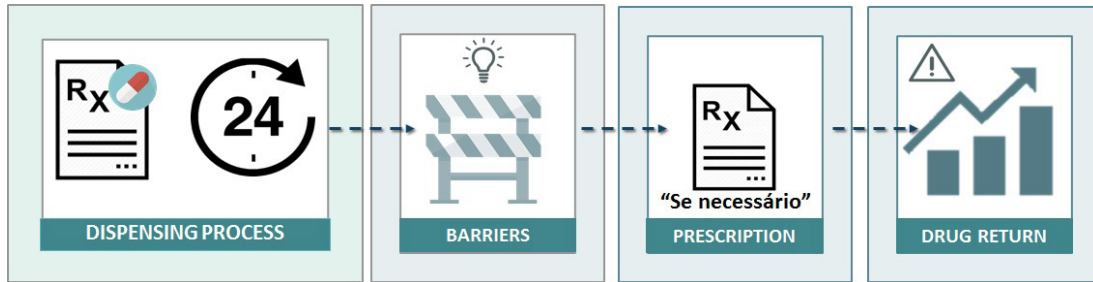 Rx
24
DISPENSING PROCESS
BARRIERS
Rx
“Se necessário”
PRESCRIPTION
DRUG RETURN